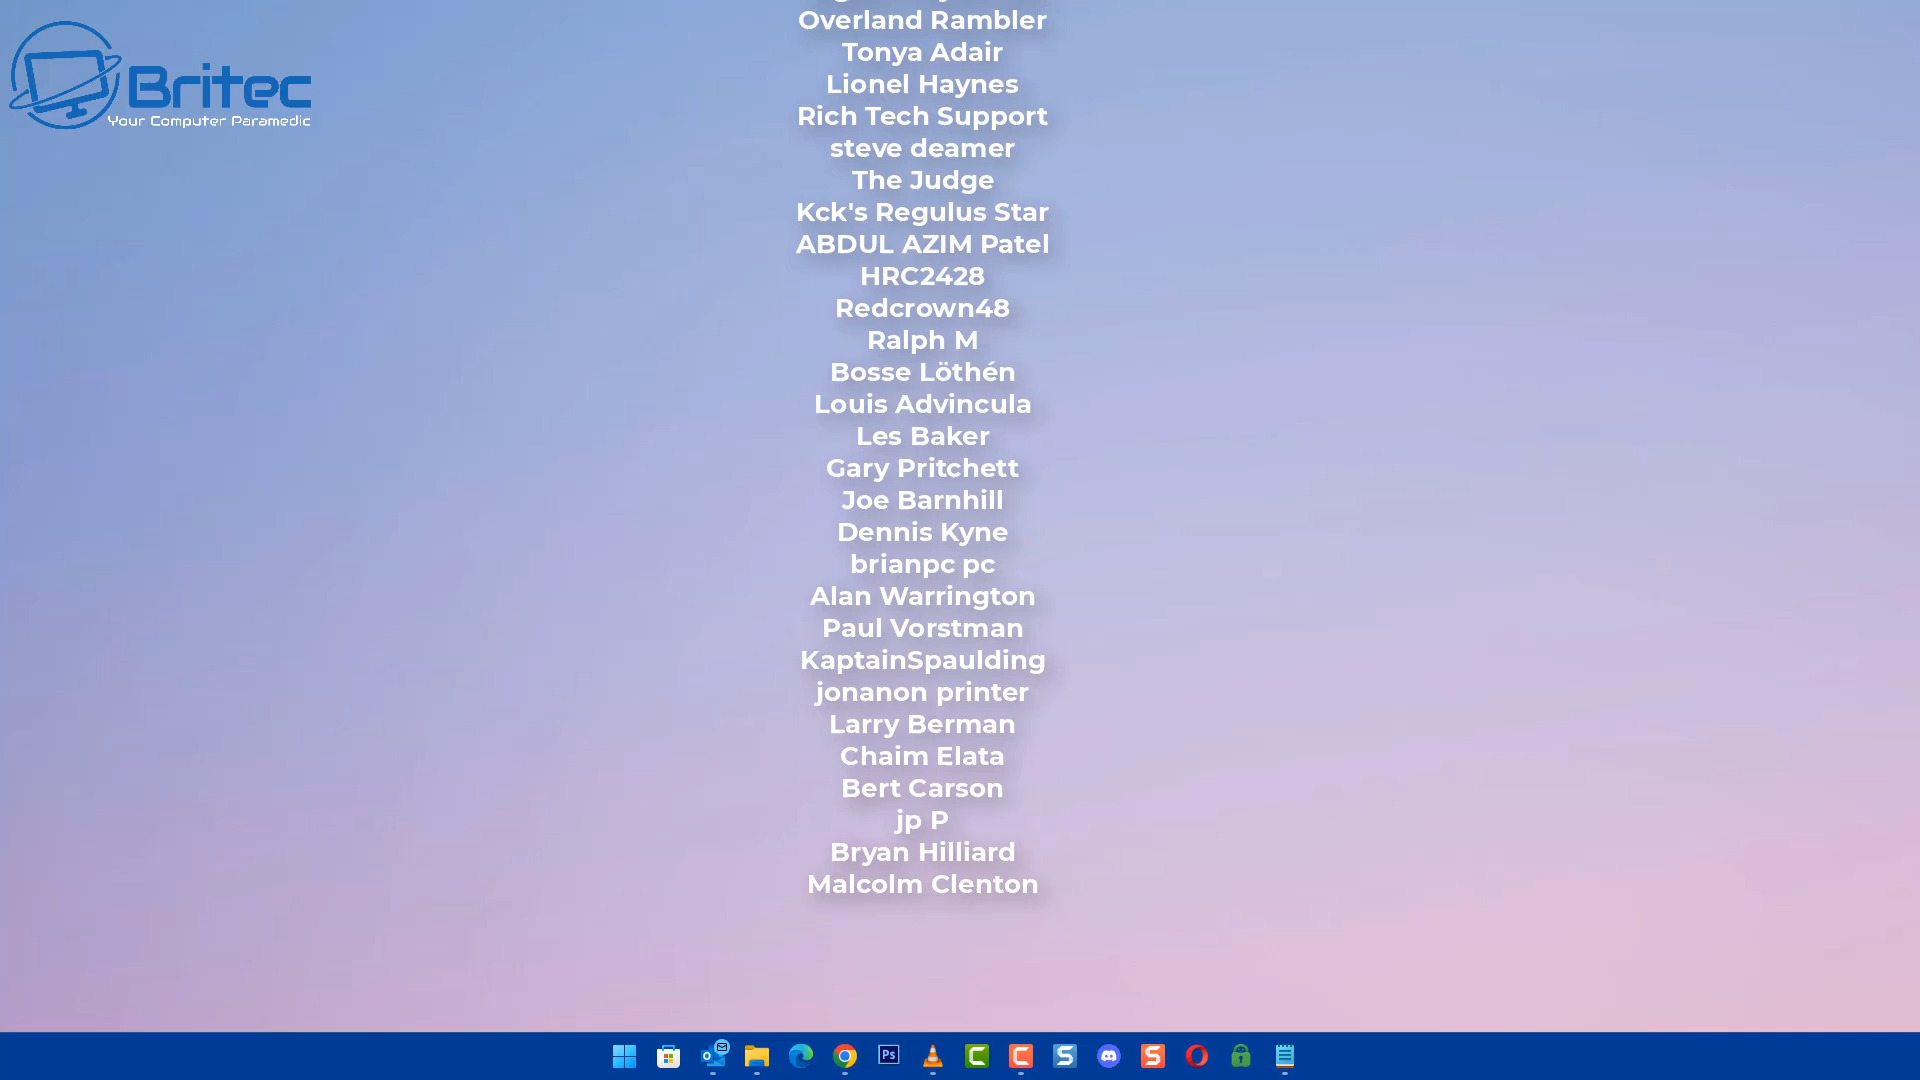 Overland Rambler
Tonya Adair
Lionel Haynes
Rich Tech Support
steve deamer
The Judge
Kck's Regulus Star
ABDUL AZIM Patel
HRC2428
Redcrown48
Ralph M
Bosse Löthén
Louis Advincula
Les Baker
Gary Pritchett
Joe Barnhill
Dennis Kyne
brianpc pc
Alan Warrington
Paul Vorstman
KaptainSpaulding
jonanon printer
Larry Berman
Chaim Elata
Bert Carson
jp P
Bryan Hilliard
Malcolm Clenton
Britec
Your Computer Paramedic
Ps